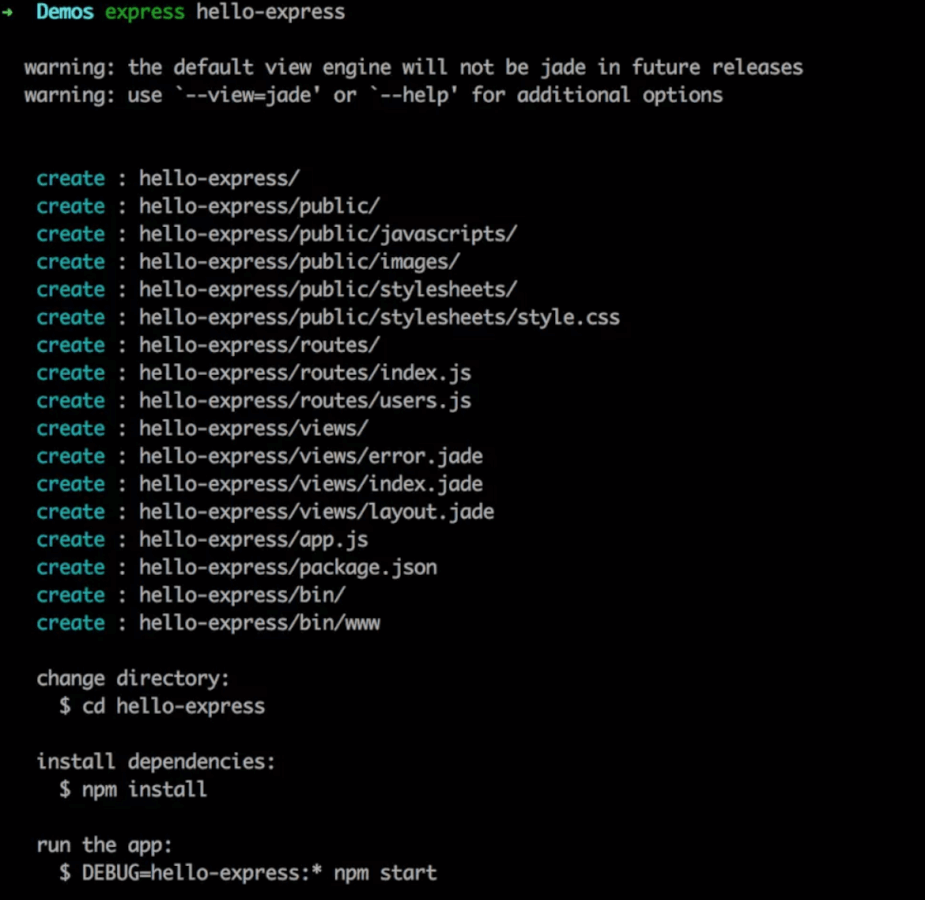 ➜ Demos express hello-express
warning: the default view engine will not be jade in future releases
warning: use `--view=jade' or `--help' for additional options
create : hello-express/
create : hello-express/public/
create : hello-express/public/javascripts/
create : hello-express/public/images/
create : hello-express/public/stylesheets/
create : hello-express/public/stylesheets/style.css
create : hello-express/routes/
create : hello-express/routes/index.js
create : hello-express/routes/users.js
create : hello-express/views/
create : hello-express/views/error.jade
create : hello-express/views/index.jade
create : hello-express/views/layout.jade
create : hello-express/app.js
create : hello-express/package.json
create : hello-express/bin/
create : hello-express/bin/www
change directory:
$ cd hello-express
install dependencies:
$ npm install
run the app:
$ DEBUG=hello-express:* npm start